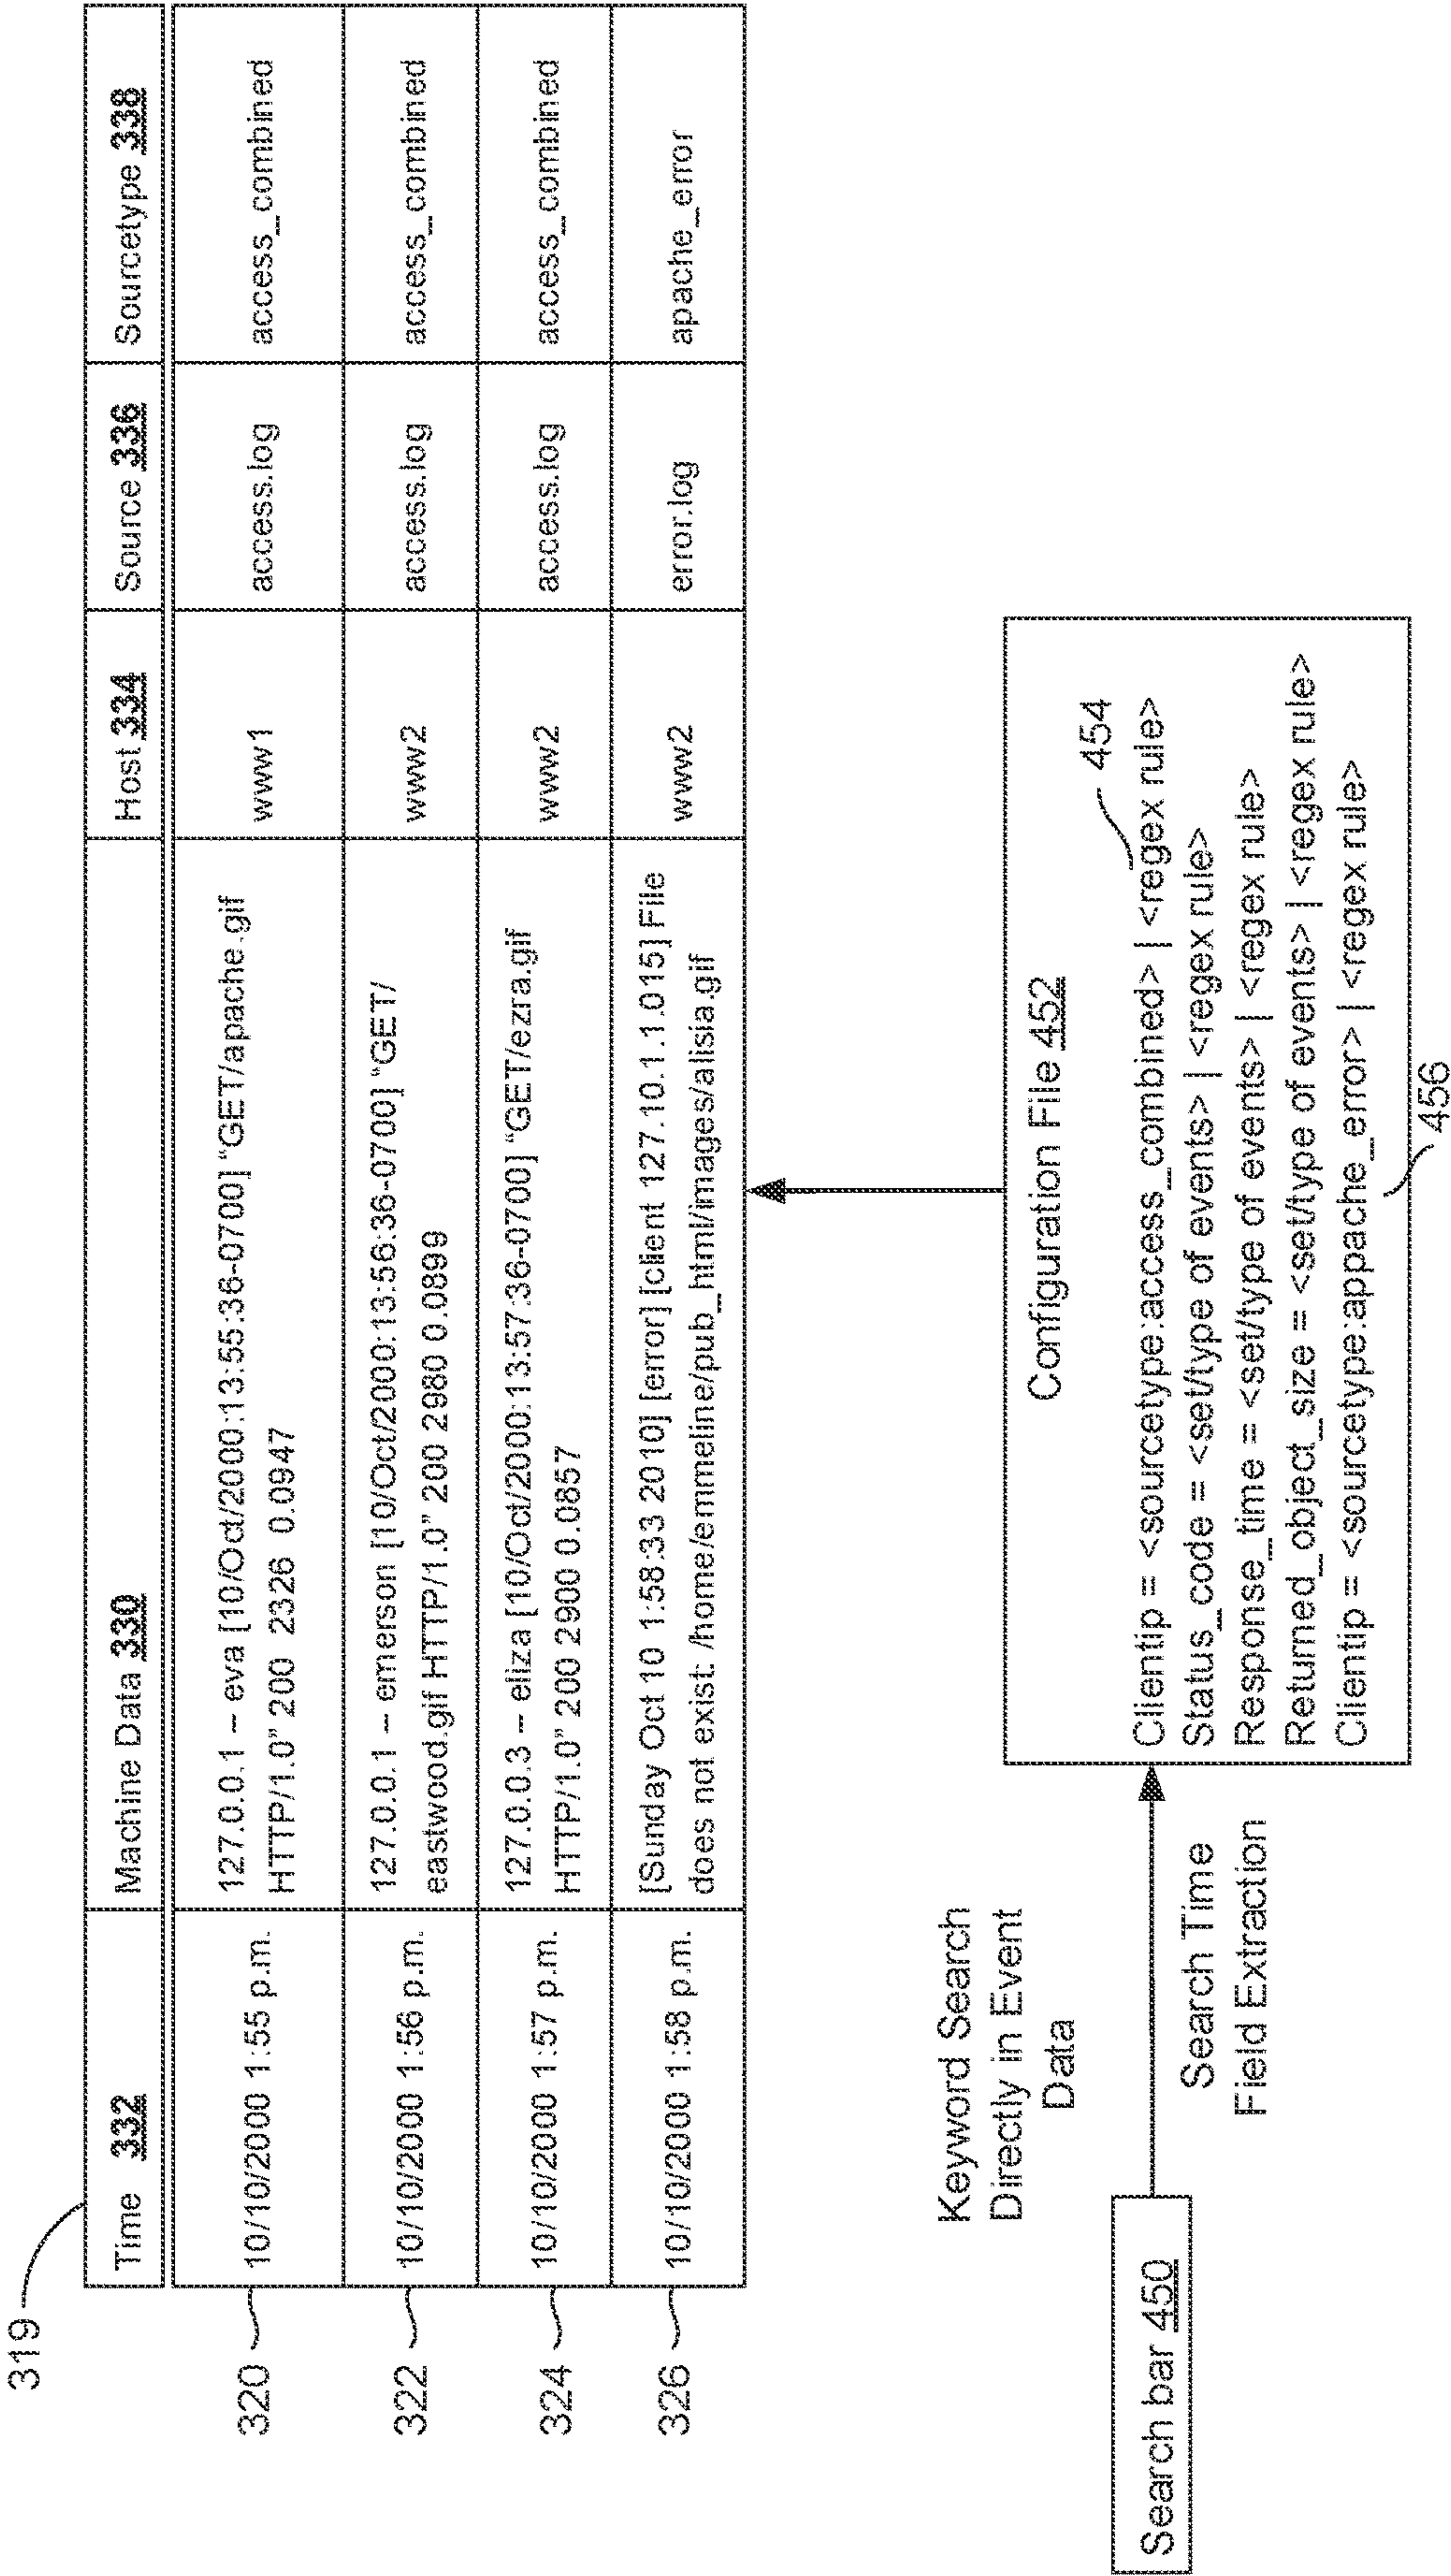 319
Time 332 Machine Data 330 Host 334 Source 336 Sourcetype 338
320
10/10/2000 1:55 p.m.
127.0.0.1 – eva [10/Oct/2000:13:55:36-0700] “GET/apache.gif
HTTP/1.0” 200 2326 0.0947
www1
access.log
access_combined
322
10/10/2000 1:56 p.m.
127.0.0.1 – emerson [10/Oct/2000:13:56:36-0700] “GET/
eastwood.gif HTTP/1.0” 200 2980 0.0899
www2
access.log
access_combined
324
10/10/2000 1:57 p.m.
127.0.0.3 – eliza [10/Oct/2000:13:57:36-0700] “GET/ezra.gif
HTTP/1.0” 200 2900 0.0857
www2
access.log
access_combined
326
10/10/2000 1:58 p.m.
[Sunday Oct 10 1:58:33 2010] [error] [client 127.10.1.1.015] File
does not exist: /home/emmeline/pub_html/images/alisia.gif
www2
error.log
apache_error
Keyword Search
Directly in Event
Data
Search bar 450
Search Time
Field Extraction
Configuration File 452
454
Clientip = <sourcetype:access_combined> | <regex rule>
Status_code = <set/type of events> | <regex rule>
Response_time = <set/type of events> | <regex rule>
Returned_object_size = <set/type of events> | <regex rule>
Clientip = <sourcetype:appache_error> | <regex rule>
456